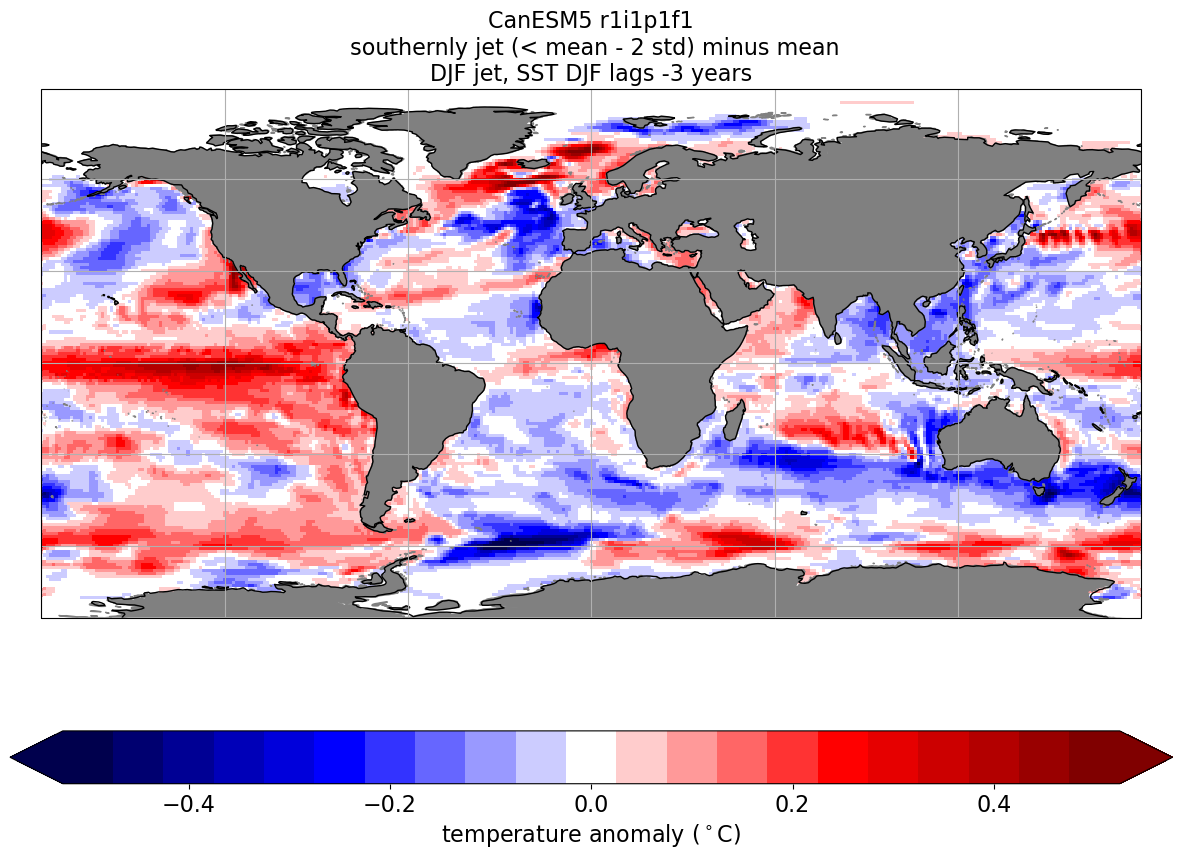 CanESM5 r1i1p1f1
southernly jet (< mean - 2 std) minus mean
DJF jet, SST DJF lags -3 years
−0.4 −0.2 0.0 0.2 0.4
temperature anomaly (°C)